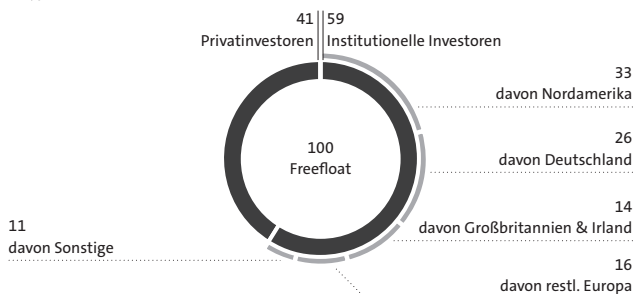 41
Privatinvestoren
59
Institutionelle Investoren
33
davon Nordamerika
26
davon Deutschland
100
Freefloat
14
davon Großbritannien & Irland
11
davon Sonstige
16
davon restl. Europa